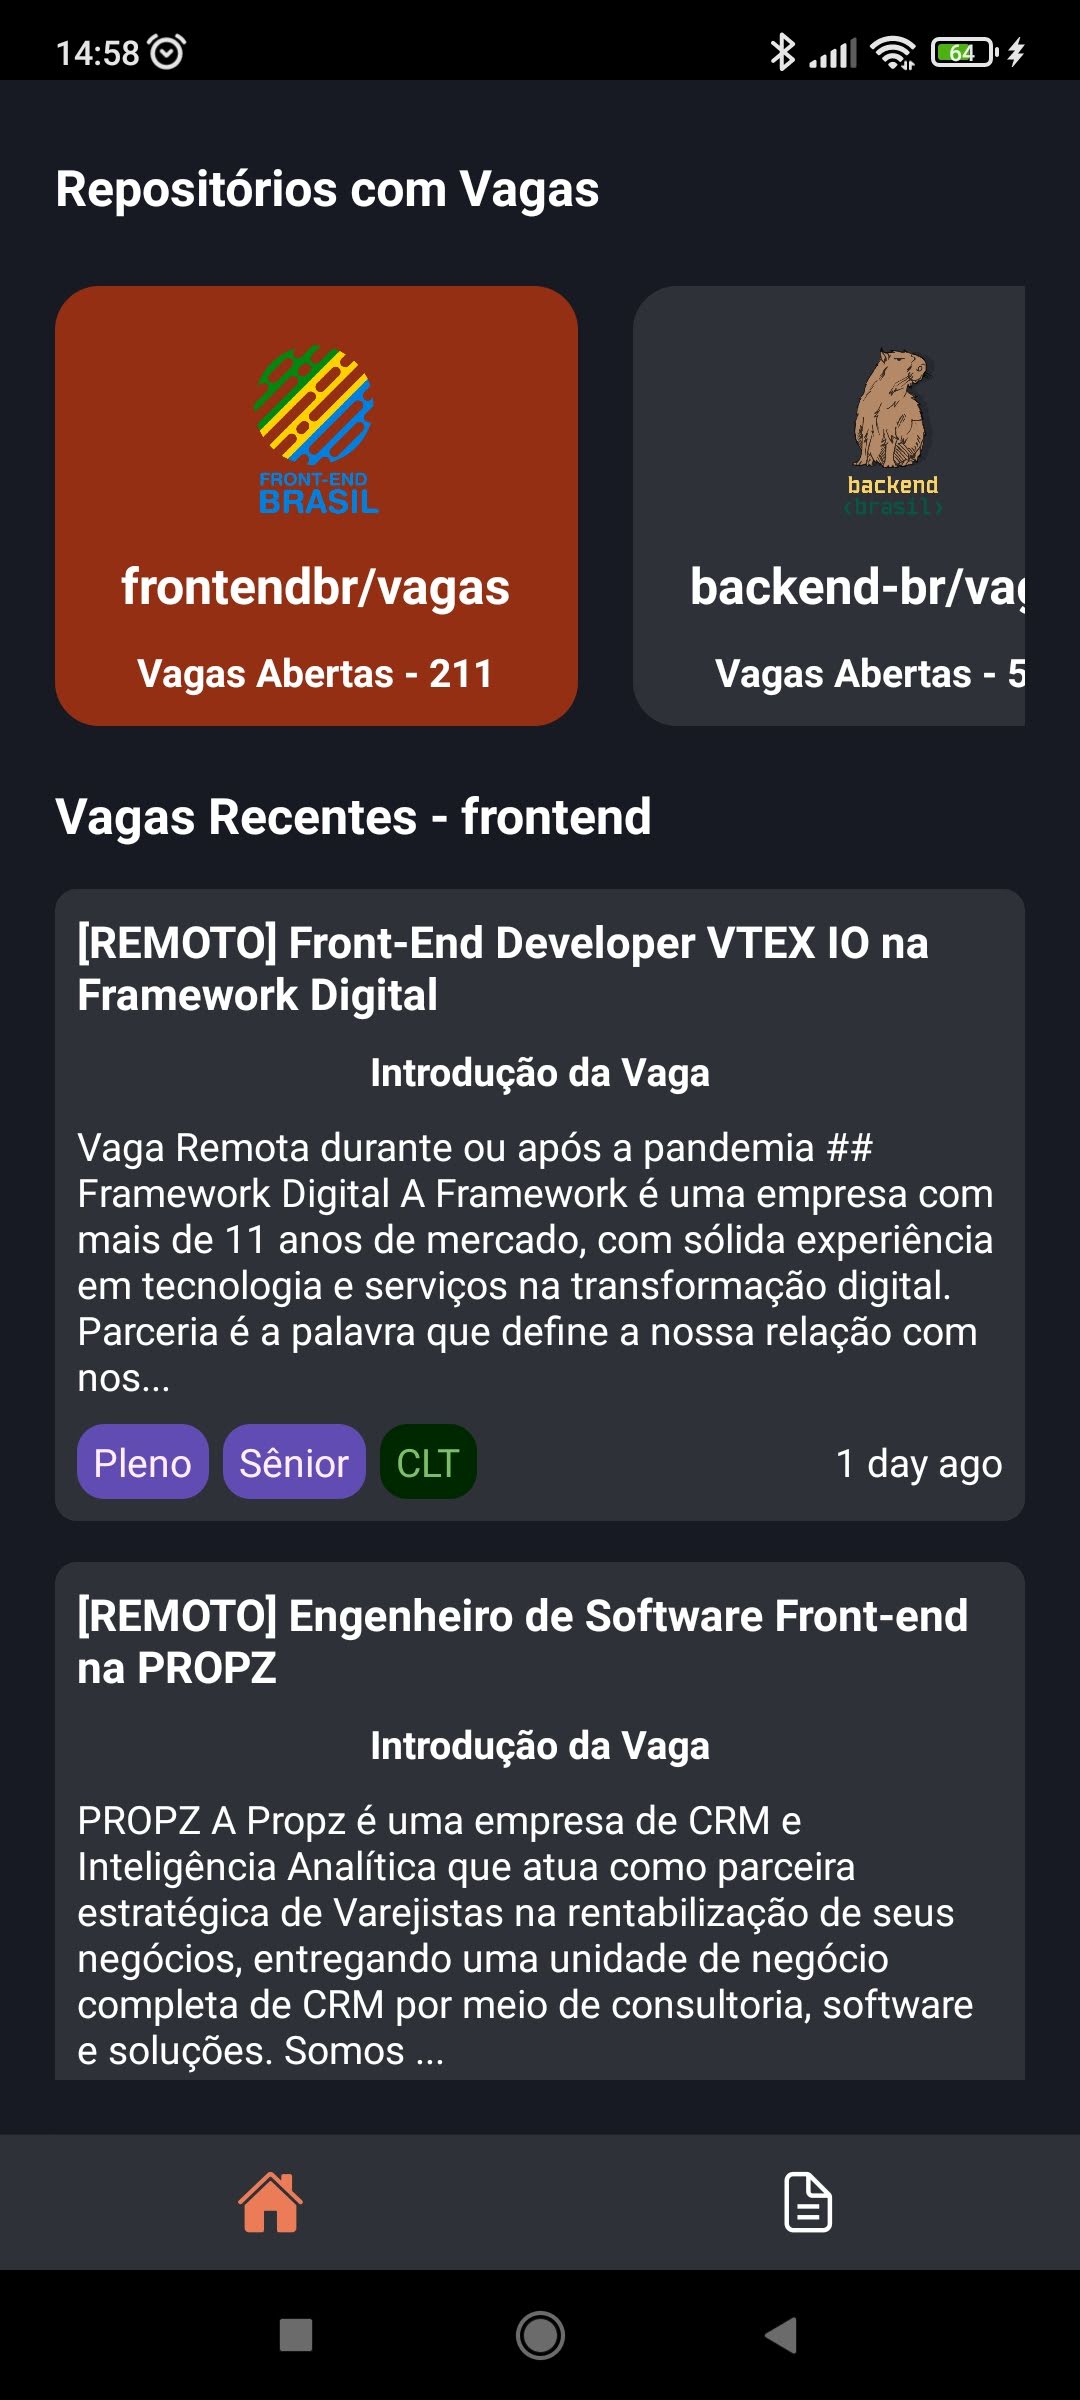 14:58
64
Repositórios com Vagas
FRONT-END
BRASIL
frontendbr/vagas
Vagas Abertas - 211
backend
<brasil>
backend-br/vag
Vagas Abertas - 5
Vagas Recentes - frontend
[REMOTO] Front-End Developer VTEX IO na
Framework Digital
Introdução da Vaga
Vaga Remota durante ou após a pandemia ##
Framework Digital A Framework é uma empresa com
mais de 11 anos de mercado, com sólida experiência
em tecnologia e serviços na transformação digital.
Parceria é a palavra que define a nossa relação com
nos...
Pleno Sênior CLT 1 day ago
[REMOTO] Engenheiro de Software Front-end
na PROPZ
Introdução da Vaga
PROPZ A Propz é uma empresa de CRM e
Inteligência Analítica que atua como parceira
estratégica de Varejistas na rentabilização de seus
negócios, entregando uma unidade de negócio
completa de CRM por meio de consultoria, software
e soluções. Somos ...